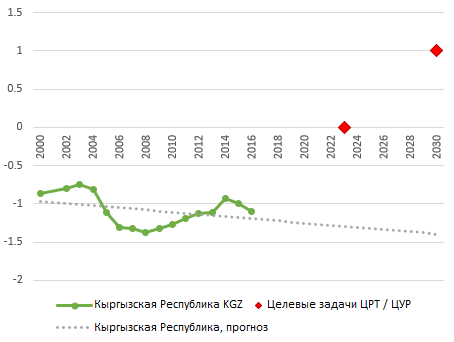 1.5
1
0.5
0
2000 2002 2004 2006 2008 2010 2012 2014 2016 2018 2020 2022 2024 2026 2028 2030
-0.5
-1
-1.5
-2
Кыргызская Республика KGZ Целевые задачи ЦРТ / ЦУР
Кыргызская Республика, прогноз